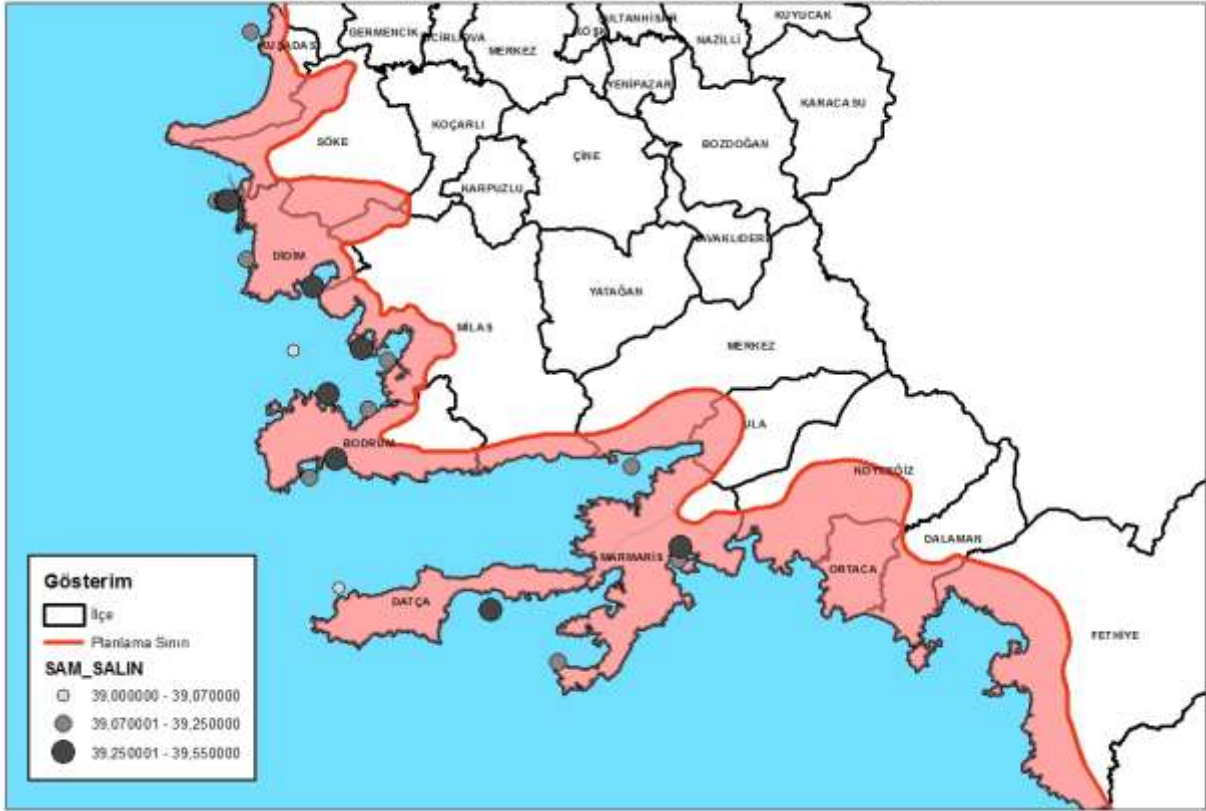 KUYUCAK
GERMENCİK
NAZİLLİ
MERKEZ
YENİPAZAR
KARACASU
KOÇARLI
SÖKE
BOZDOĞAN
ÇİNE
KARPUZLU
DİDİM
YATAĞAN
MİLAS
MERKEZ
ULA
BODRUM
DALAMAN
MARMARİS
ORTACA
DATÇA
FETHİYE
Gösterim
İlçe
Planlama Sınırı
SAM_SALIN
39,000000 - 39,070000
39,070001 - 39,250000
39,250001 - 39,550000